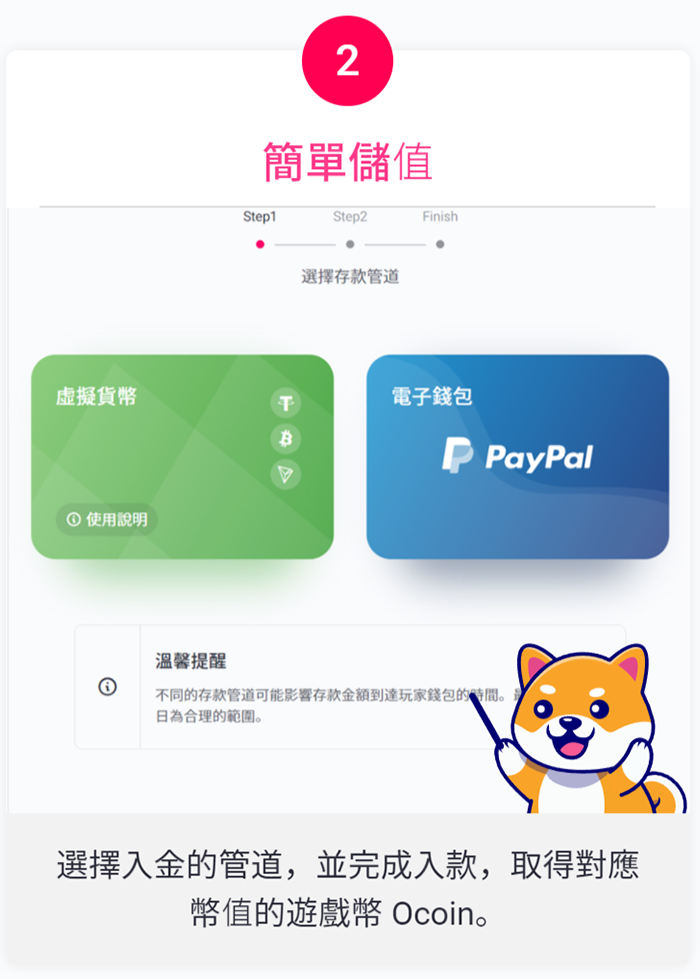 2
簡單儲值
Step1 Step2 Finish
選擇存款管道
虛擬貨幣
使用說明
電子錢包
PayPal
溫馨提醒
不同的存款管道可能影響存款金額到達玩家錢包的時間。
日為合理的範圍。
選擇入金的管道，並完成入款，取得對應
幣值的遊戲幣 Ocoin。